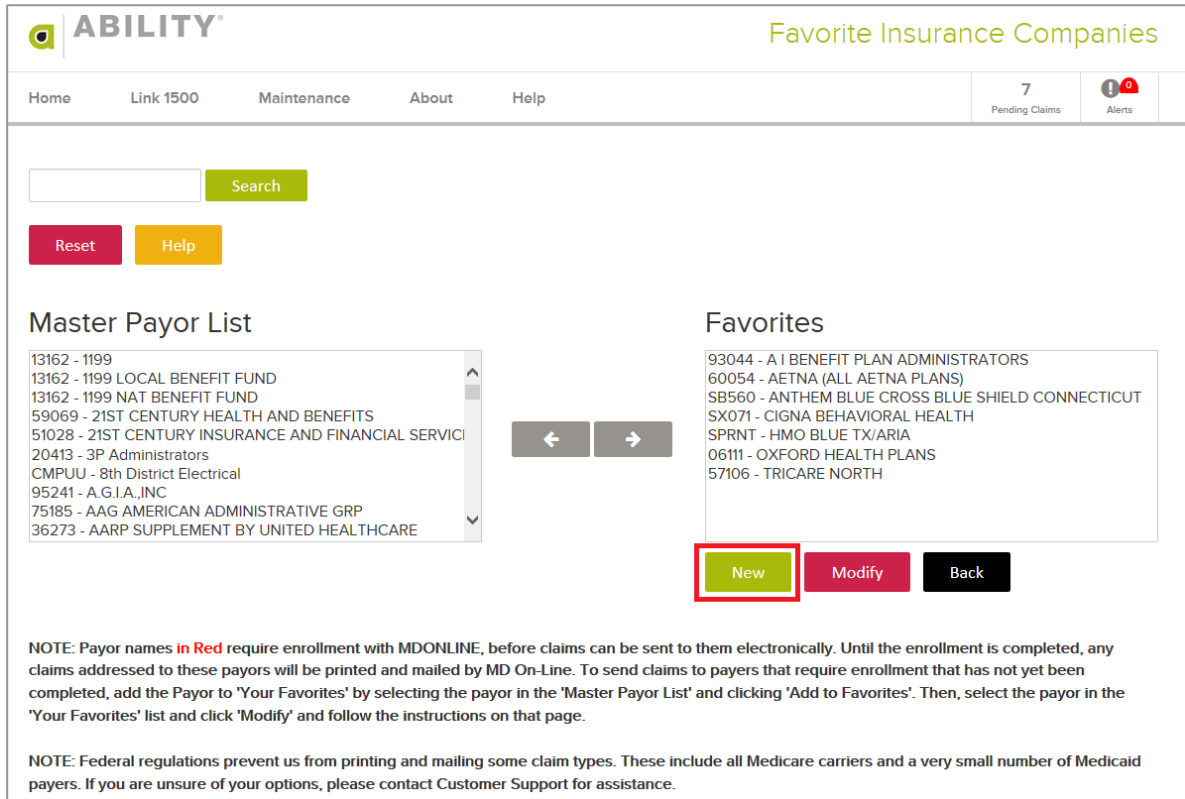 a ABILITY®
Favorite Insurance Companies
Home Link 1500 Maintenance About Help
7
Pending Claims
0
Alerts
Search
Reset Help
Master Payor List
13162 - 1199
13162 - 1199 LOCAL BENEFIT FUND
13162 - 1199 NAT BENEFIT FUND
59069 - 21ST CENTURY HEALTH AND BENEFITS
51028 - 21ST CENTURY INSURANCE AND FINANCIAL SERVICI
20413 - 3P Administrators
CMPUU - 8th District Electrical
95241 - A.G.I.A.,INC
75185 - AAG AMERICAN ADMINISTRATIVE GRP
36273 - AARP SUPPLEMENT BY UNITED HEALTHCARE
Favorites
93044 - A I BENEFIT PLAN ADMINISTRATORS
60054 - AETNA (ALL AETNA PLANS)
SB560 - ANTHEM BLUE CROSS BLUE SHIELD CONNECTICUT
SX071 - CIGNA BEHAVIORAL HEALTH
SPRNT - HMO BLUE TX/ARIA
06111 - OXFORD HEALTH PLANS
57106 - TRICARE NORTH
New Modify Back
NOTE: Payor names in Red require enrollment with MDONLINE, before claims can be sent to them electronically. Until the enrollment is completed, any
claims addressed to these payors will be printed and mailed by MD On-Line. To send claims to payers that require enrollment that has not yet been
completed, add the Payor to 'Your Favorites' by selecting the payor in the 'Master Payor List' and clicking 'Add to Favorites'. Then, select the payor in the
'Your Favorites' list and click 'Modify' and follow the instructions on that page.
NOTE: Federal regulations prevent us from printing and mailing some claim types. These include all Medicare carriers and a very small number of Medicaid
payers. If you are unsure of your options, please contact Customer Support for assistance.